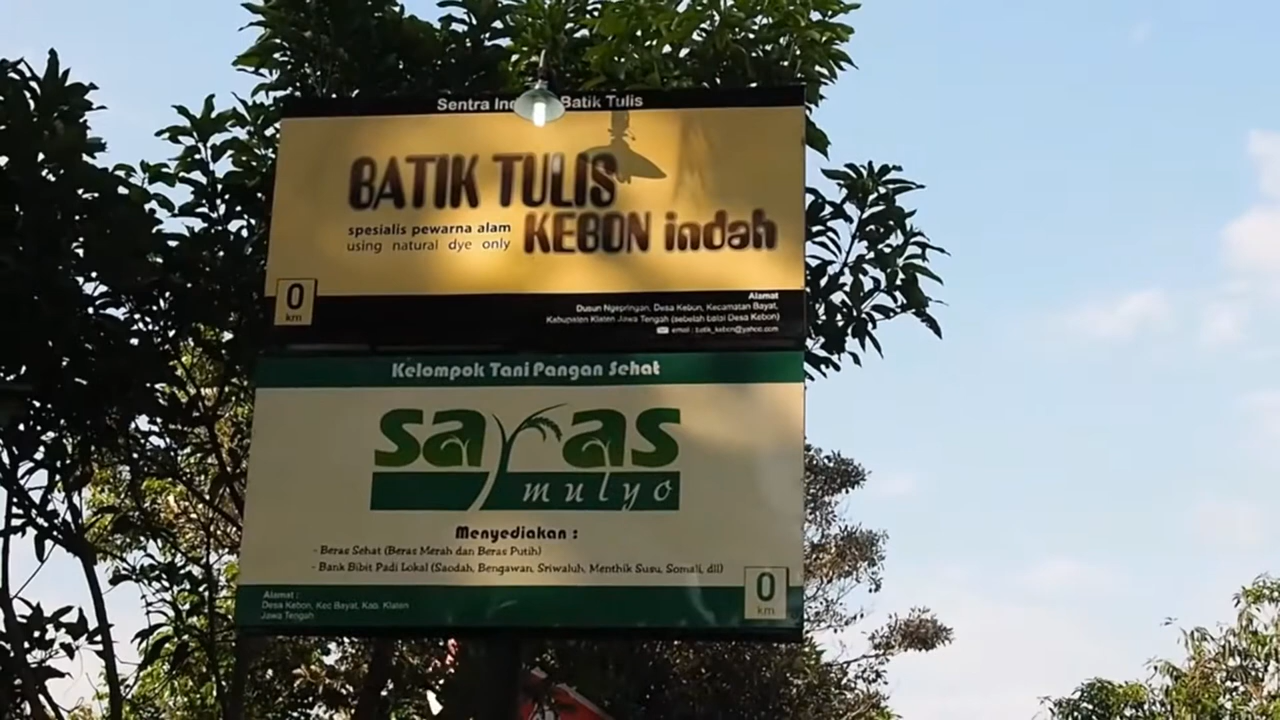 Sentra Batik Tulis
BATIK TULIS
spesialis pewarna alam
using natural dye only
KEBON indah
0
km
Alamat
Dusun Ngepringan, Desa Kebon, Kecamatan Bayat,
Kabupaten Klaten Jawa Tengah (sebelah balai Desa Kebon)
email : batik_kebon@yahoo.com
Kelompok Tani Pangan Sehat
saras
mulyo
Menyediakan :
- Beras Sehat (Beras Merah dan Beras Putih)
- Bank Bibit Padi Lokal (Saodah, Bengawan, Sriwaluh, Menthik Susu, Somali, dll)
0
km
Alamat :
Desa Kebon, Kec Bayat, Kab. Klaten
Jawa Tengah